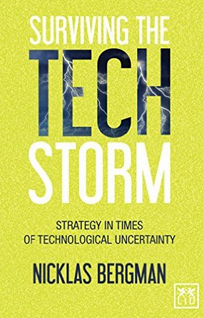 SURVIVING THE
TECH
STORM
STRATEGY IN TIMES
OF TECHNOLOGICAL UNCERTAINTY
NICKLAS BERGMAN
LID